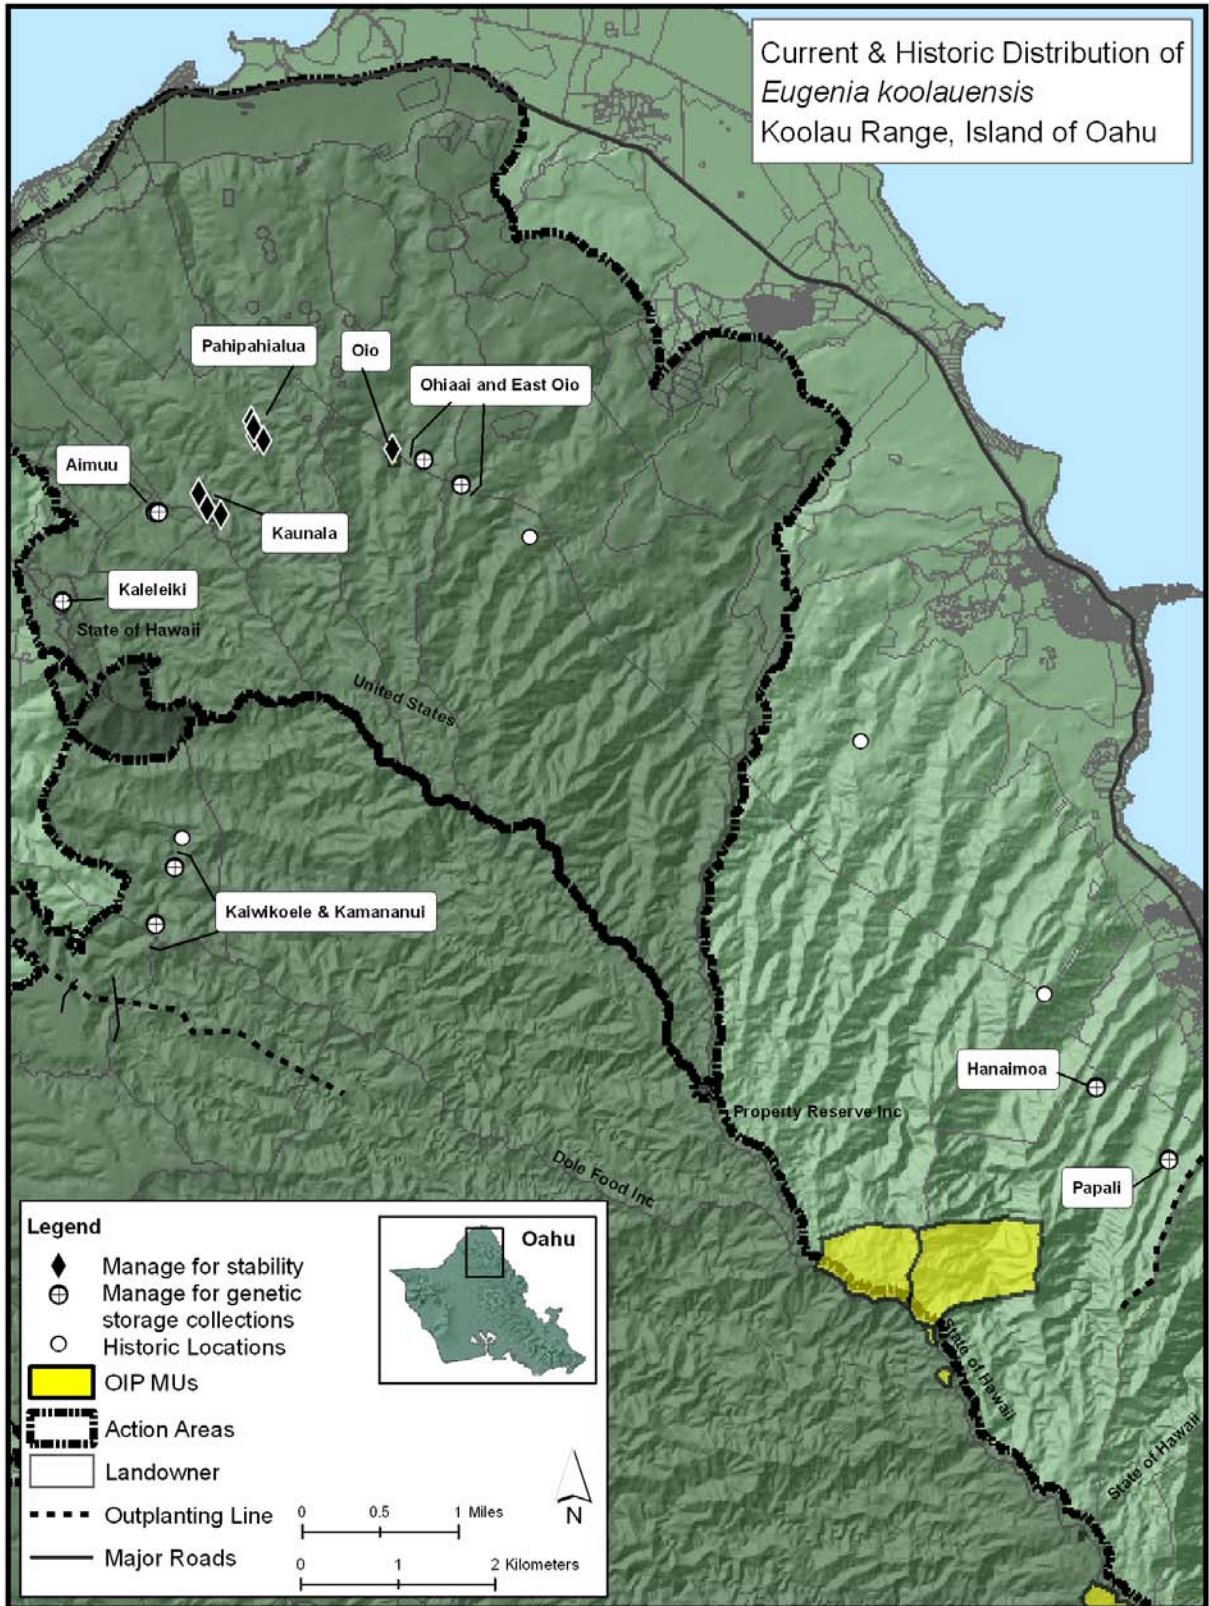 Current & Historic Distribution of
Eugenia koolauensis
Koolau Range, Island of Oahu
Pahipahialua
Oio
Ohiaai and East Oio
Aimuu
Kaunala
Kaleleiki
State of Hawaii
United States
Kaiwikoele & Kamananui
Hanaimoa
Property Reserve Inc
Papali
Dole Food Inc
State of Hawaii
State of Hawaii
Legend
Manage for stability
Manage for genetic
storage collections
Historic Locations
OIP MUs
Action Areas
Landowner
Outplanting Line
Major Roads
Oahu
0 0.5 1 Miles
0 1 2 Kilometers
N